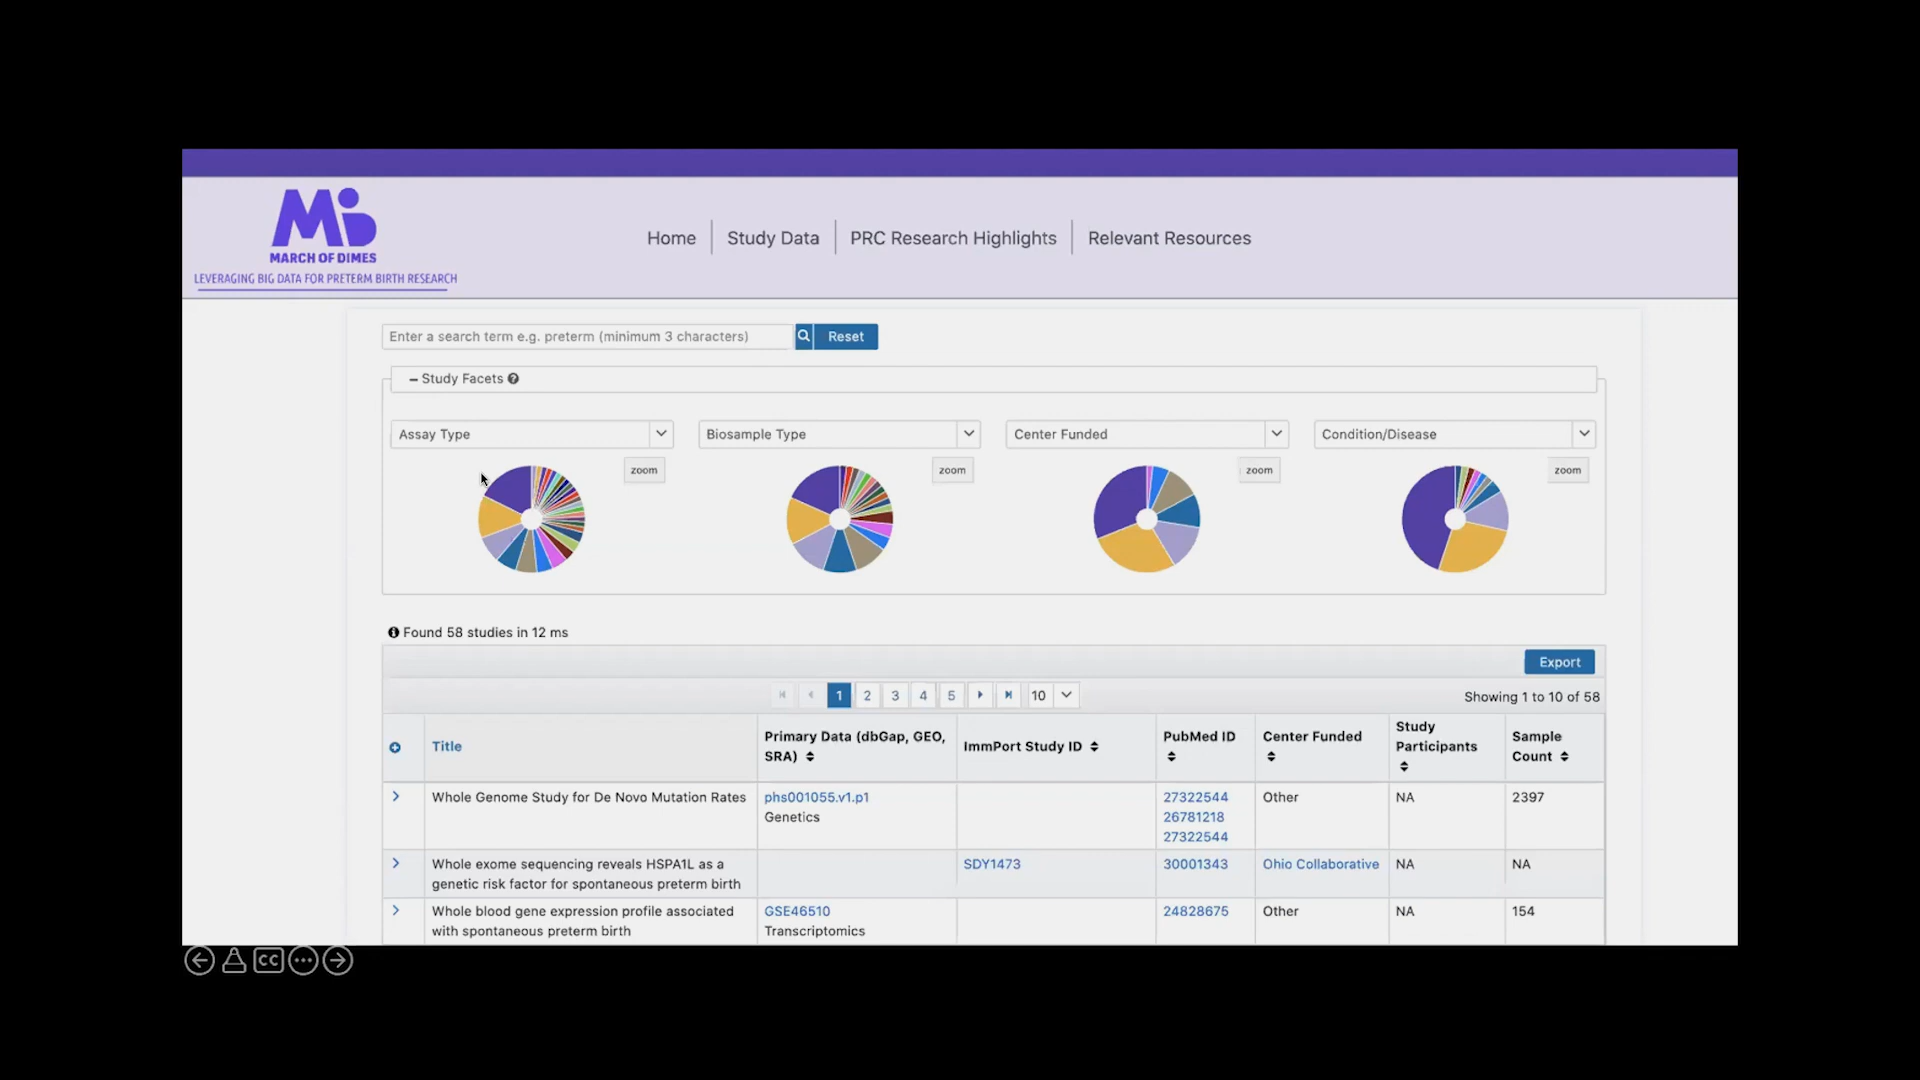 MARCH OF DIMES
LEVERAGING BIG DATA FOR PRETERM BIRTH RESEARCH
Home
Study Data
PRC Research Highlights
Relevant Resources
Enter a search term e.g. preterm (minimum 3 characters)
Reset
Study Facets
Assay Type
Biosample Type
Center Funded
Condition/Disease
zoom
zoom
zoom
zoom
Found 58 studies in 12 ms
Export
1 2 3 4 5 10
Showing 1 to 10 of 58
Title
Primary Data (dbGap, GEO,
SRA)
ImmPort Study ID
PubMed ID
Center Funded
Study
Participants
Sample
Count
Whole Genome Study for De Novo Mutation Rates
phs001055.v1.p1
Genetics
27322544
26781218
27322544
Other
NA
2397
Whole exome sequencing reveals HSPA1L as a
genetic risk factor for spontaneous preterm birth
SDY1473
30001343
Ohio Collaborative
NA
NA
Whole blood gene expression profile associated
with spontaneous preterm birth
GSE46510
Transcriptomics
24828675
Other
NA
154
CC